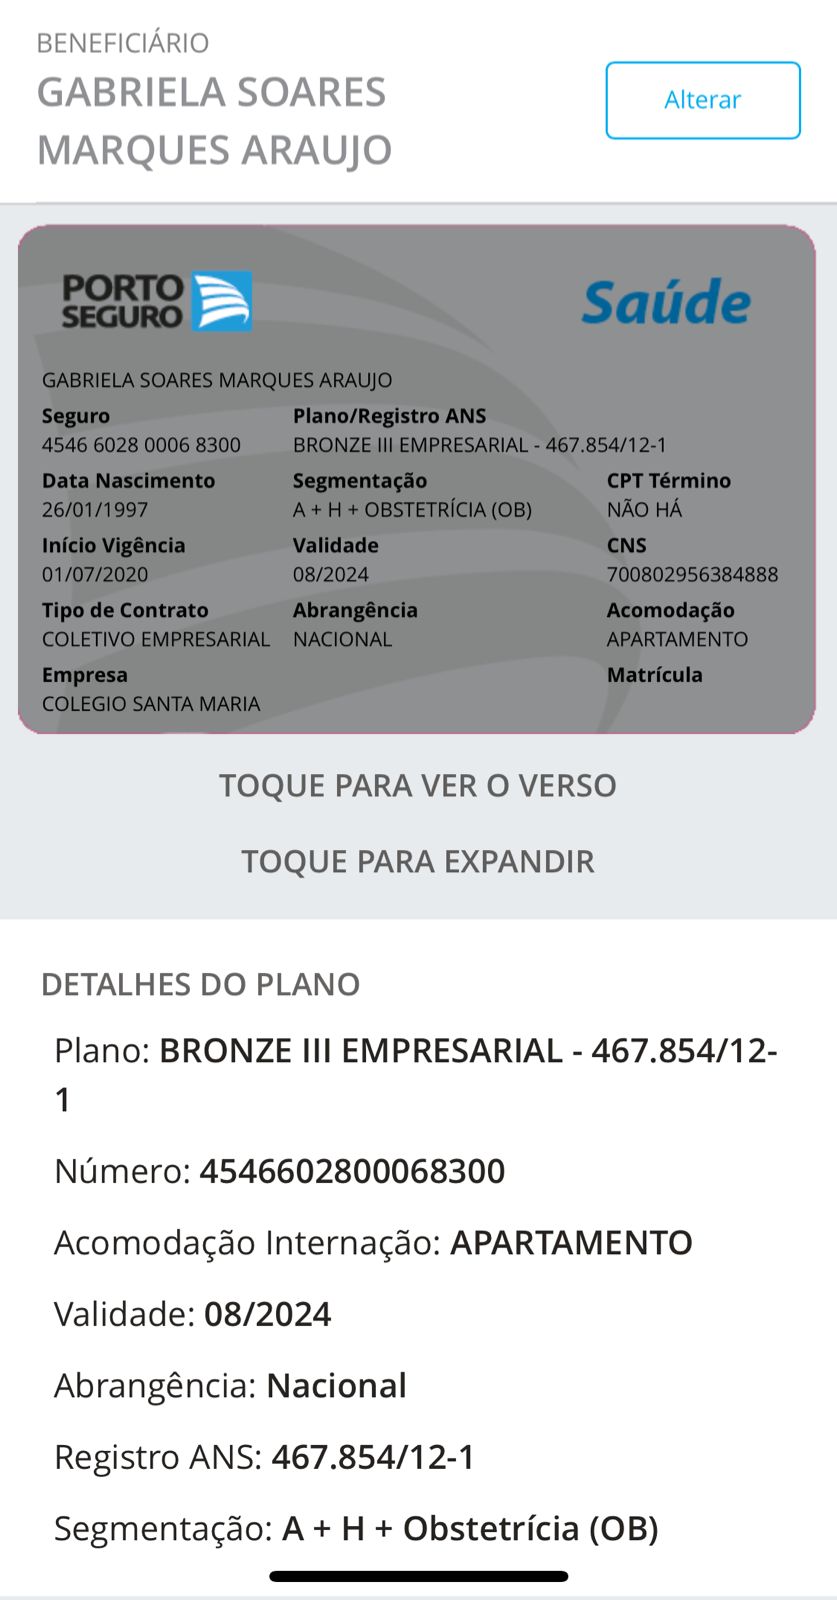 BENEFICIÁRIO
GABRIELA SOARES
MARQUES ARAUJO
Alterar
PORTO
SEGURO
Saúde
GABRIELA SOARES MARQUES ARAUJO
Seguro Plano/Registro ANS
4546 6028 0006 8300 BRONZE III EMPRESARIAL - 467.854/12-1
Data Nascimento Segmentação CPT Término
26/01/1997 A + H + OBSTETRÍCIA (OB) NÃO HÁ
Início Vigência Validade CNS
01/07/2020 08/2024 700802956384888
Tipo de Contrato Abrangência Acomodação
COLETIVO EMPRESARIAL NACIONAL APARTAMENTO
Empresa Matrícula
COLEGIO SANTA MARIA
TOQUE PARA VER O VERSO
TOQUE PARA EXPANDIR
DETALHES DO PLANO
Plano: BRONZE III EMPRESARIAL - 467.854/12-
1
Número: 4546602800068300
Acomodação Internação: APARTAMENTO
Validade: 08/2024
Abrangência: Nacional
Registro ANS: 467.854/12-1
Segmentação: A + H + Obstetrícia (OB)